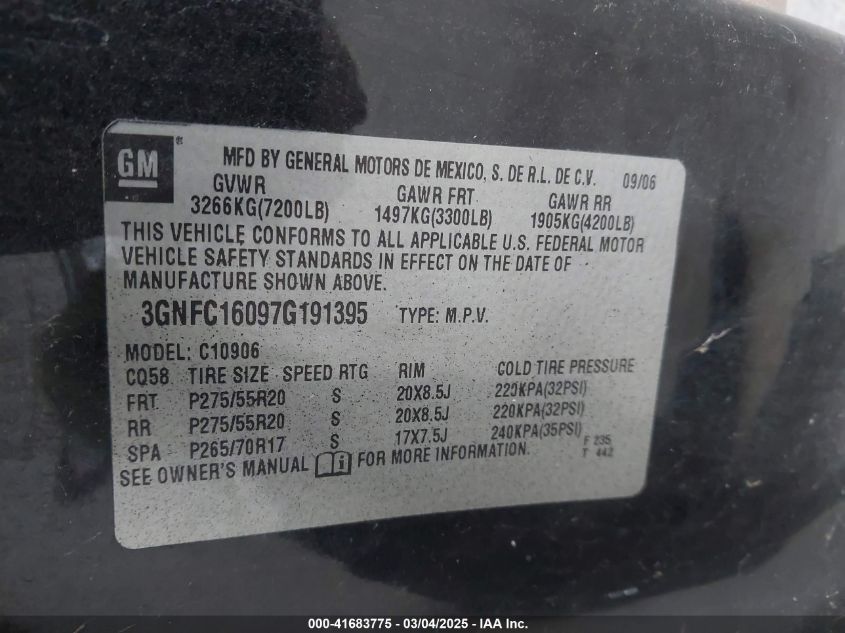 GM
MFD BY GENERAL MOTORS DE MEXICO, S. DE R.L. DE C.V. 09/06
GVWR GAWR FRT GAWR RR
3266KG(7200LB) 1497KG(3300LB) 1905KG(4200LB)
THIS VEHICLE CONFORMS TO ALL APPLICABLE U.S. FEDERAL MOTOR
VEHICLE SAFETY STANDARDS IN EFFECT ON THE DATE OF
MANUFACTURE SHOWN ABOVE.
3GNFC16097G191395 TYPE: M.P.V.
MODEL: C10906
CQ58 TIRE SIZE SPEED RTG RIM COLD TIRE PRESSURE
FRT P275/55R20 S 20X8.5J 220KPA(32PSI)
RR P275/55R20 S 20X8.5J 220KPA(32PSI)
SPA P265/70R17 S 17X7.5J 240KPA(35PSI)
SEE OWNER'S MANUAL FOR MORE INFORMATION.
F 235
T 442
000-41683775 - 03/04/2025 - IAA Inc.